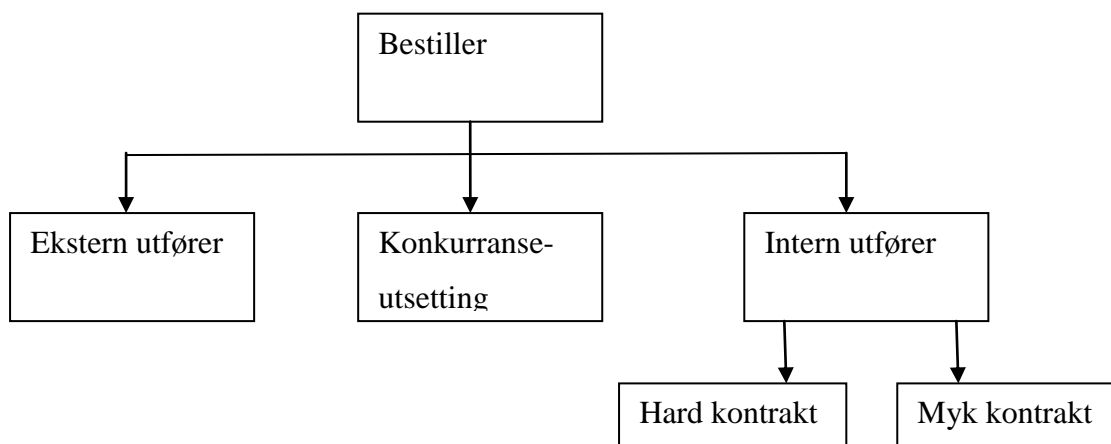 Bestiller
Ekstern utfører
Konkurranse-
utsetting
Intern utfører
Hard kontrakt
Myk kontrakt